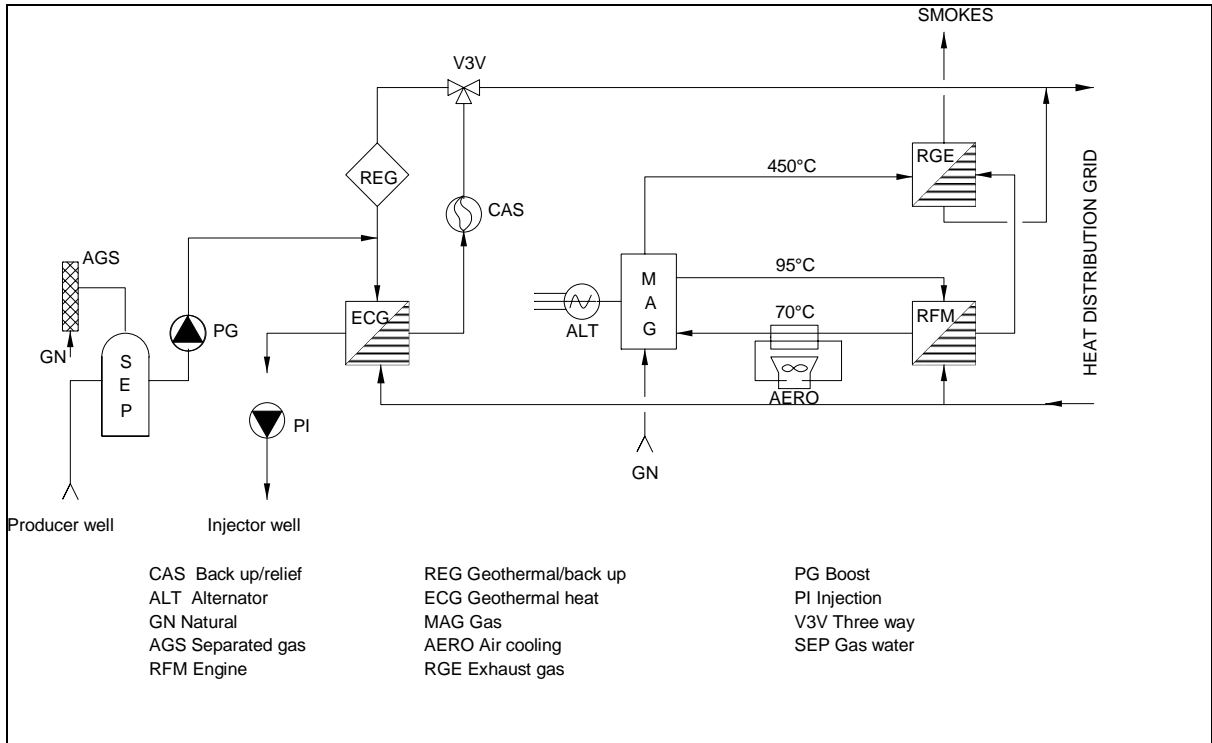 SMOKES
V3V
RGE
450°C
REG
CAS
HEAT DISTRIBUTION GRID
AGS
M
A
G
95°C
ALT
70°C
RFM
ECG
PG
GN
S
E
P
AERO
PI
GN
Producer well
Injector well
CAS Back up/relief
REG Geothermal/back up
PG Boost
ALT Alternator
ECG Geothermal heat
PI Injection
GN Natural
MAG Gas
V3V Three way
AGS Separated gas
AERO Air cooling
SEP Gas water
RFM Engine
RGE Exhaust gas